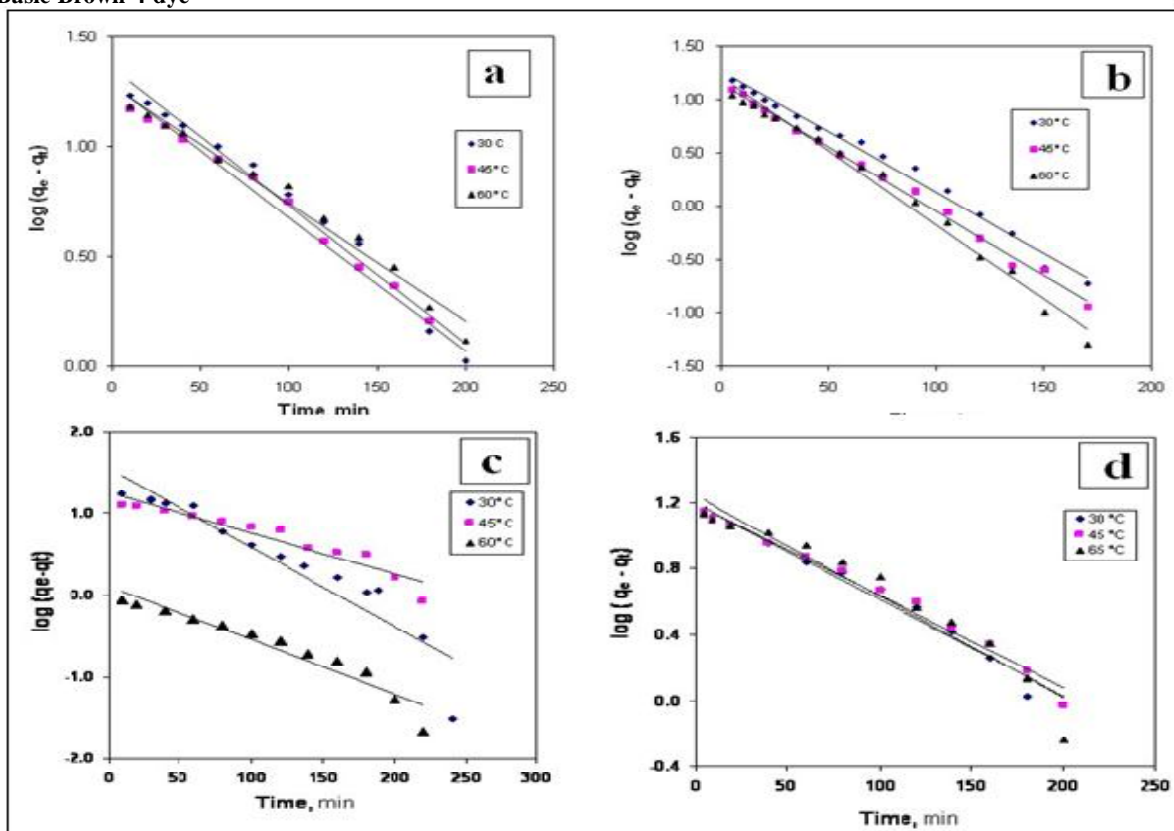 Basic Brown 4 dye
a
1.50
1.00
0.50
0.00
log (qₑ - qₜ)
30 C
45° C
60° C
0 50 100 150 200 250
Time, min
b
1.50
1.00
0.50
0.00
-0.50
-1.00
-1.50
log (qₑ - qₜ)
30° C
45° C
60° C
0 50 100 150 200
c
2.0
1.0
0.0
-1.0
-2.0
log (qe-qt)
30°C
45°C
60°C
0 50 100 150 200 250 300
Time, min
d
1.6
1.2
0.8
0.4
0.0
-0.4
log ( qₑ - qₜ)
30 °C
45 °C
65 °C
0 50 100 150 200 250
Time, min